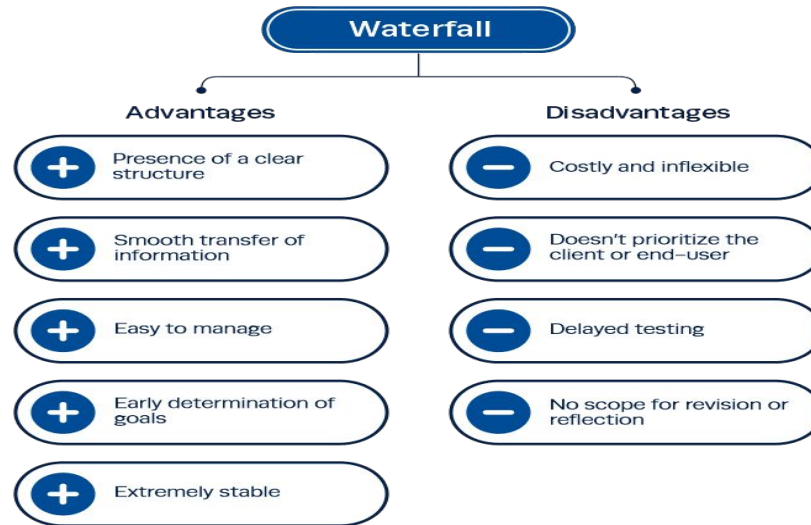 Waterfall
Advantages
Presence of a clear
structure
Smooth transfer of
information
Easy to manage
Early determination of
goals
Extremely stable
Disadvantages
Costly and inflexible
Doesn't prioritize the
client or end-user
Delayed testing
No scope for revision or
reflection